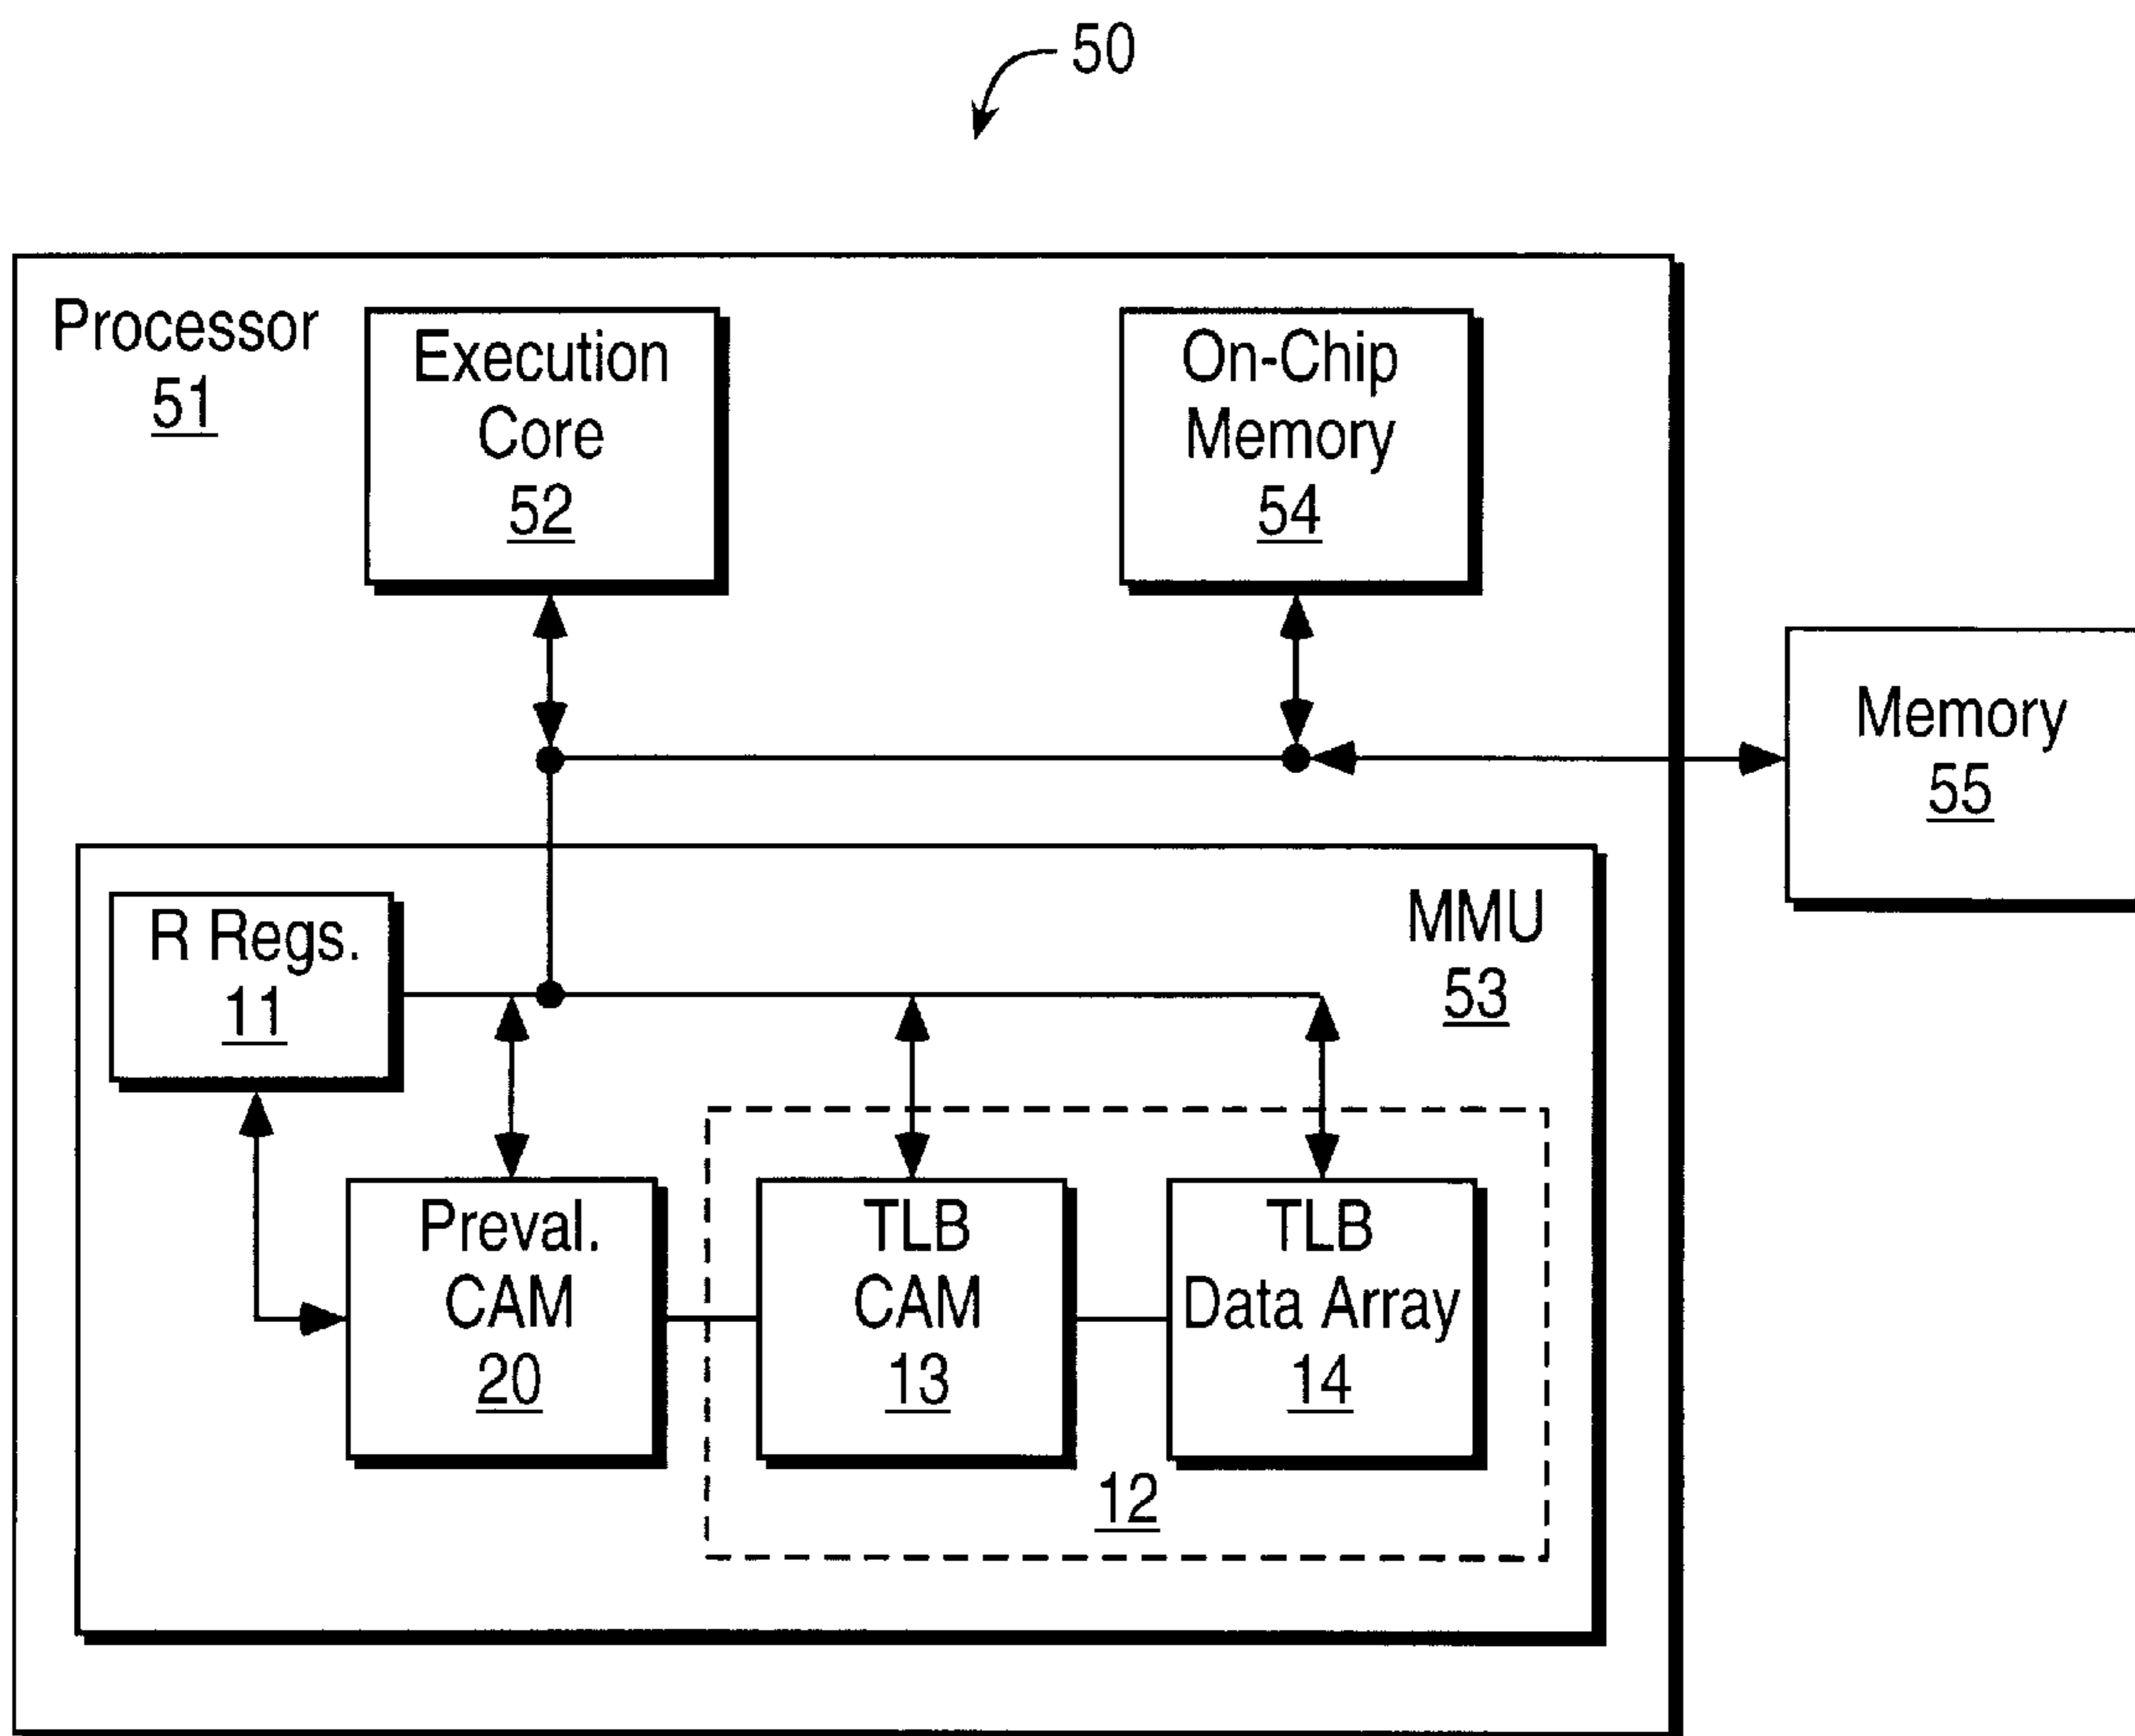 50
Processor
51
Execution
Core
52
On-Chip
Memory
54
Memory
55
MMU
53
R Regs.
11
Preval.
CAM
20
TLB
CAM
13
TLB
Data Array
14
12